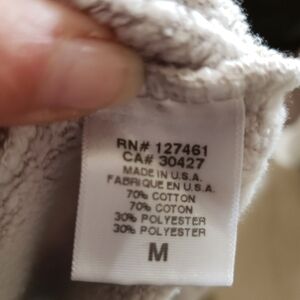 RN# 127461
CA# 30427
MADE IN U.S.A.
FABRIQUE EN U.S.A.
70% COTTON
70% COTON
30% POLYESTER
30% POLYESTER
M